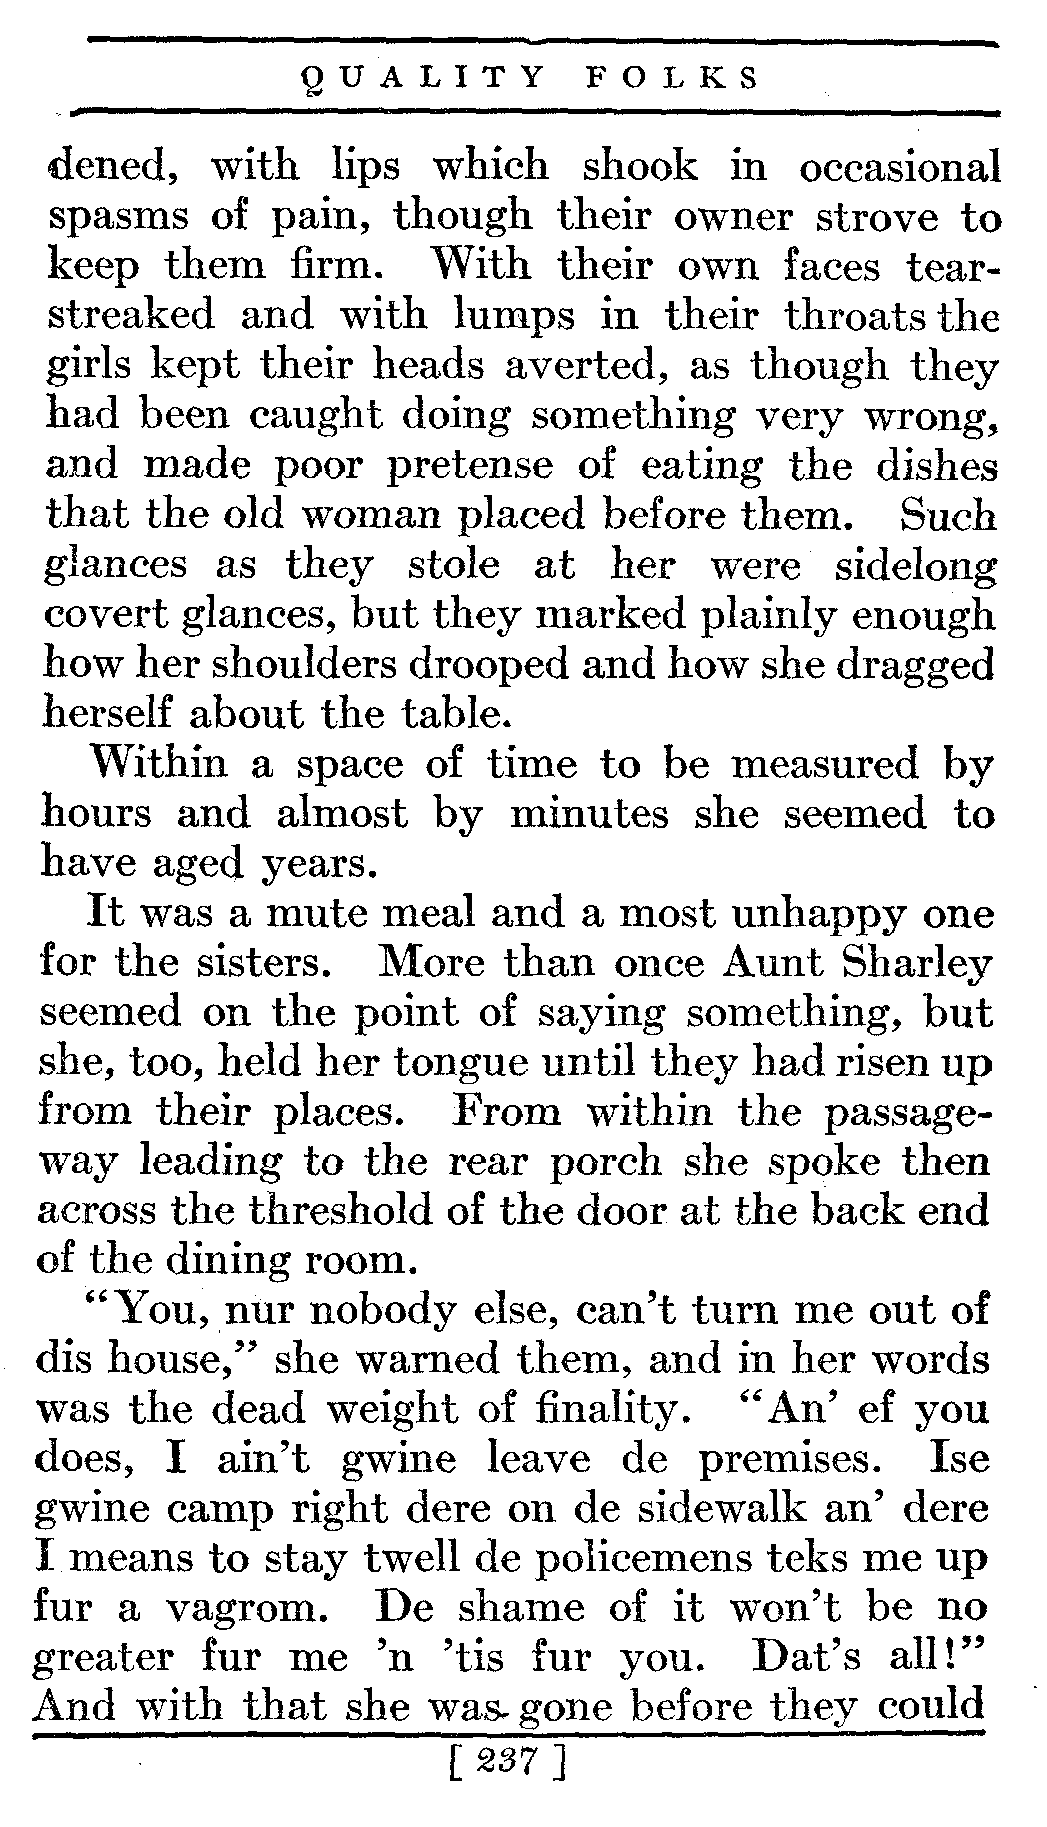 QUALITY FOLKS
dened, with lips which shook in occasional
spasms of pain, though their owner strove to
keep them firm. With their own faces tear-
streaked and with lumps in their throats the
girls kept their heads averted, as though they
had been caught doing something very wrong,
and made poor pretense of eating the dishes
that the old woman placed before them. Such
glances as they stole at her were sidelong
covert glances, but they marked plainly enough
how her shoulders drooped and how she dragged
herself about the table.
Within a space of time to be measured by
hours and almost by minutes she seemed to
have aged years.
It was a mute meal and a most unhappy one
for the sisters. More than once Aunt Sharley
seemed on the point of saying something, but
she, too, held her tongue until they had risen up
from their places. From within the passage-
way leading to the rear porch she spoke then
across the threshold of the door at the back end
of the dining room.
“You, nur nobody else, can’t turn me out of
dis house,” she warned them, and in her words
was the dead weight of finality. “An’ ef you
does, I ain’t gwine leave de premises. Ise
gwine camp right dere on de sidewalk an’ dere
I means to stay twell de policemens teks me up
fur a vagrom. De shame of it won’t be no
greater fur me ’n ’tis fur you. Dat’s all!”
And with that she was gone before they could
[ 237 ]